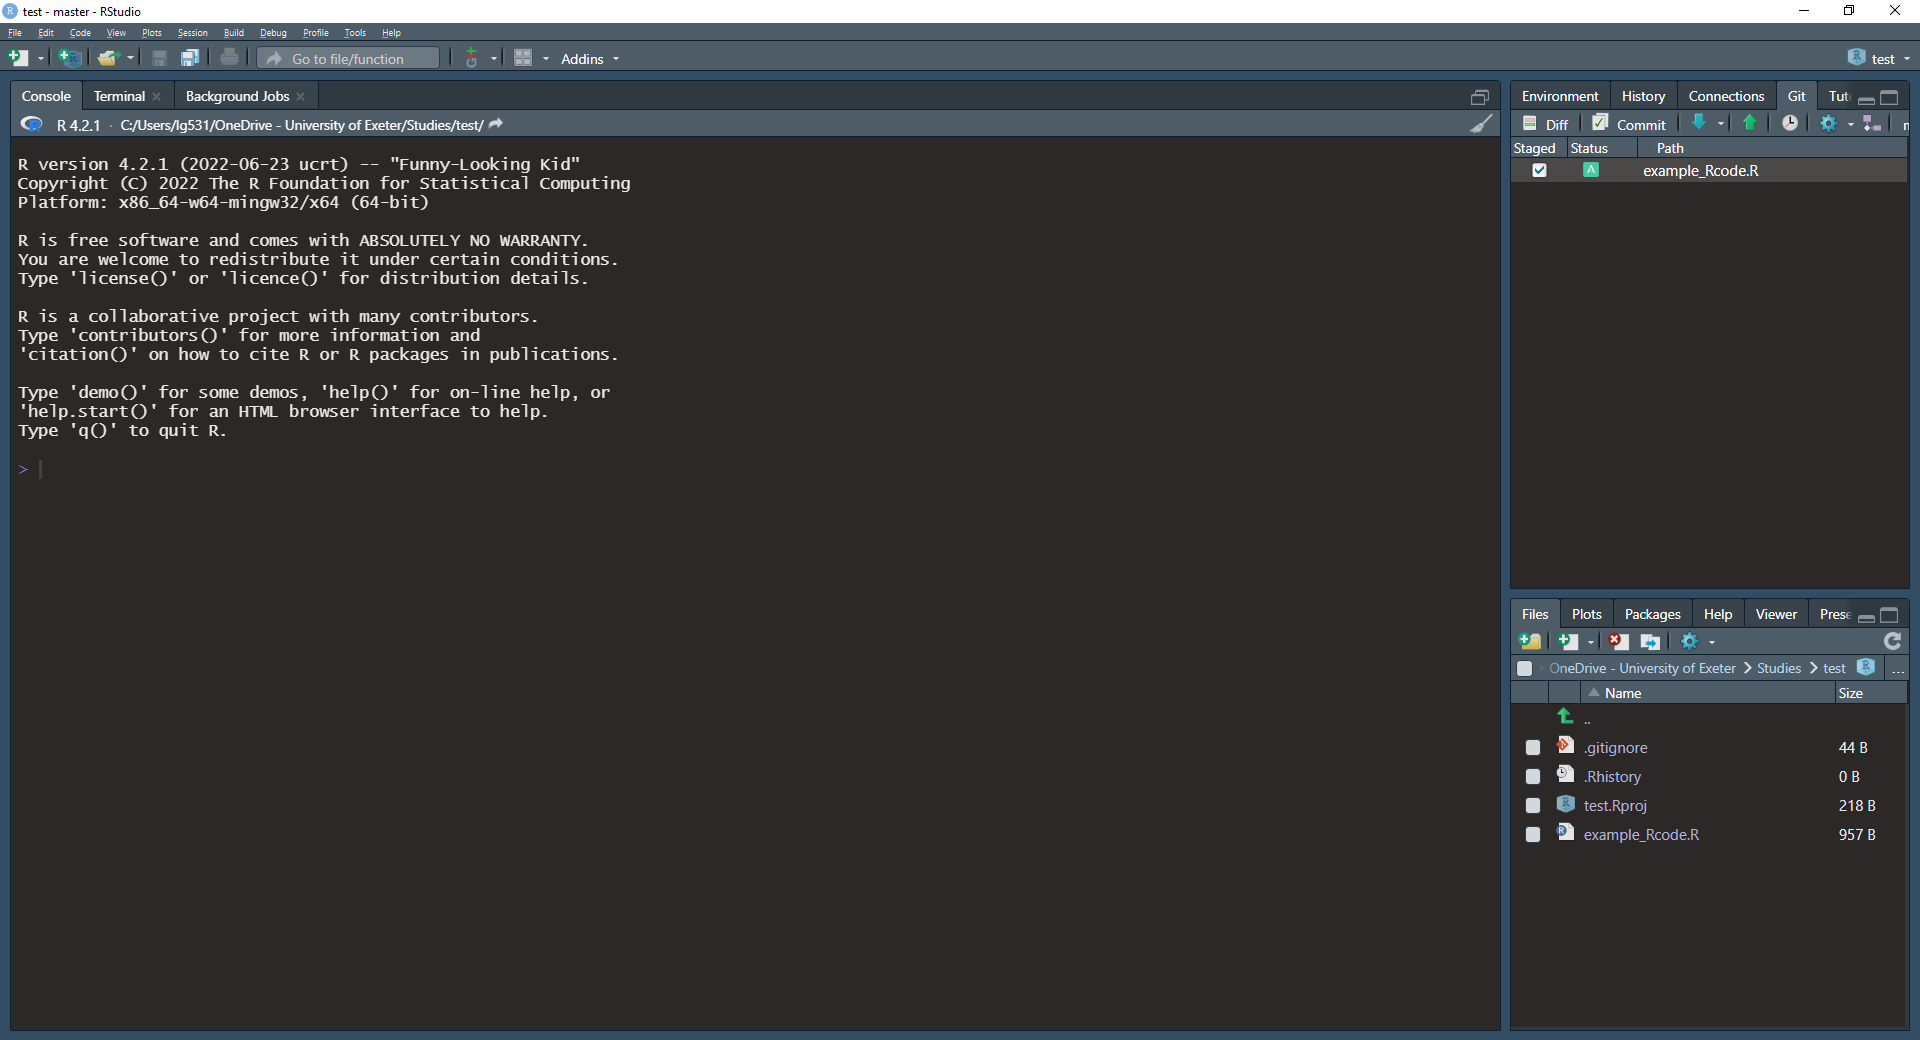 test - master - RStudio
File Edit Code View Plots Session Build Debug Profile Tools Help
Go to file/function Addins test
Console Terminal Background Jobs
R 4.2.1 · C:/Users/lg531/OneDrive - University of Exeter/Studies/test/
R version 4.2.1 (2022-06-23 ucrt) -- "Funny-Looking Kid"
Copyright (C) 2022 The R Foundation for Statistical Computing
Platform: x86_64-w64-mingw32/x64 (64-bit)
R is free software and comes with ABSOLUTELY NO WARRANTY.
You are welcome to redistribute it under certain conditions.
Type 'license()' or 'licence()' for distribution details.
R is a collaborative project with many contributors.
Type 'contributors()' for more information and
'citation()' on how to cite R or R packages in publications.
Type 'demo()' for some demos, 'help()' for on-line help, or
'help.start()' for an HTML browser interface to help.
Type 'q()' to quit R.
>
Environment History Connections Git Tut
Diff Commit
Staged Status Path
A example_Rcode.R
Files Plots Packages Help Viewer Prese
OneDrive - University of Exeter > Studies > test ...
Name Size
..
.gitignore 44 B
.Rhistory 0 B
test.Rproj 218 B
example_Rcode.R 957 B